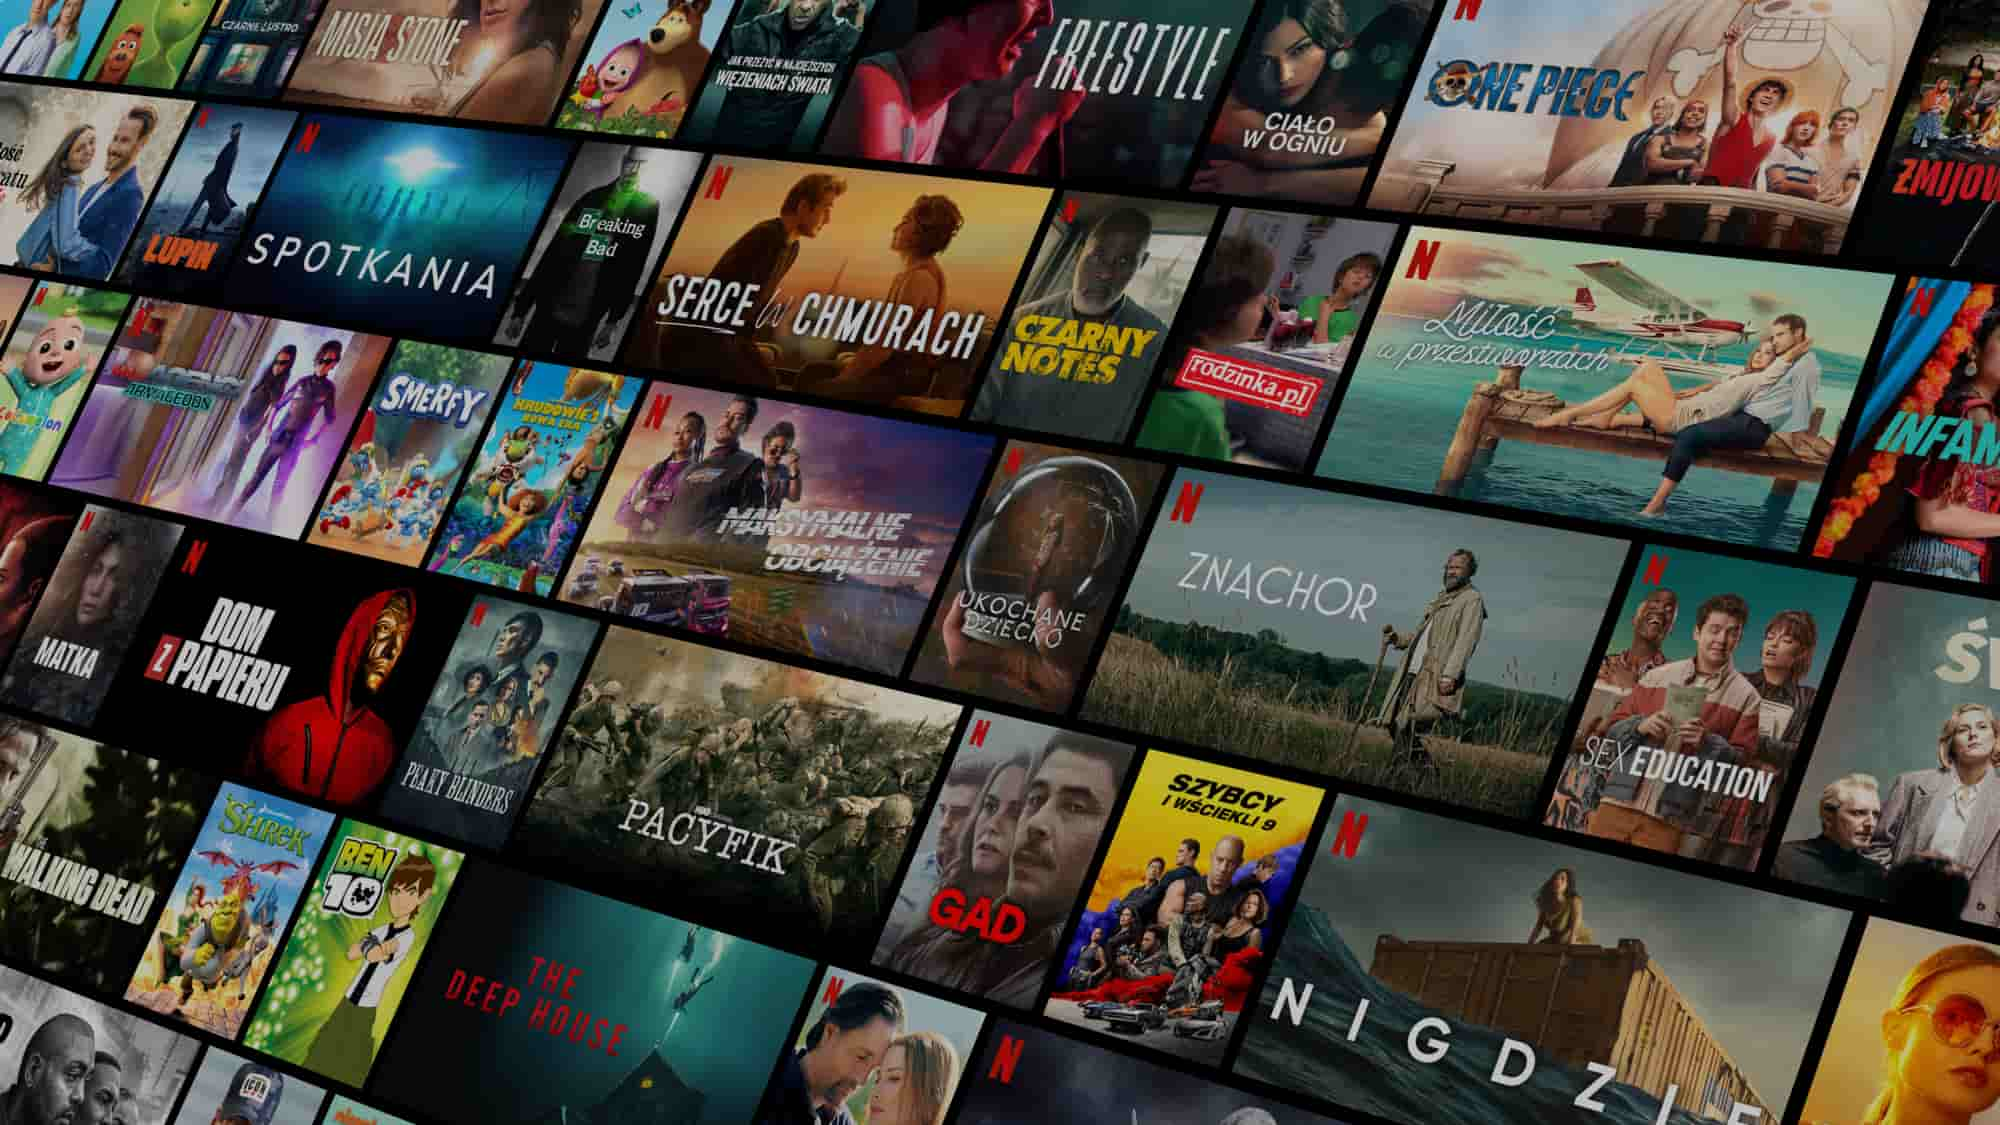 CZARNE LUSTRO
MISIA STONE
JAK PRZEŻYĆ W NAJCIĘŻSZYCH
WIĘZIENIACH ŚWIATA
FREESTYLE
CIAŁO
W OGNIU
ONE PIECE
LUPIN
SPOTKANIA
Breaking
Bad
SERCE W CHMURACH
CZARNY
NOTES
rodzinka.pl
Miłość
w przestworzach
ARMAGEDON
SMERFY
KRUDOWIE 2
NOWA ERA
MAKSYMALNE
OBCIĄŻENIE
UKOCHANE
DZIECKO
ZNACHOR
SEX EDUCATION
MATKA
DOM
Z PAPIERU
PEAKY BLINDERS
PACYFIK
GAD
SZYBCY
I WŚCIEKLI 9
NIGDZIE
WALKING DEAD
SHREK
BEN
10
THE
DEEP HOUSE
ICON